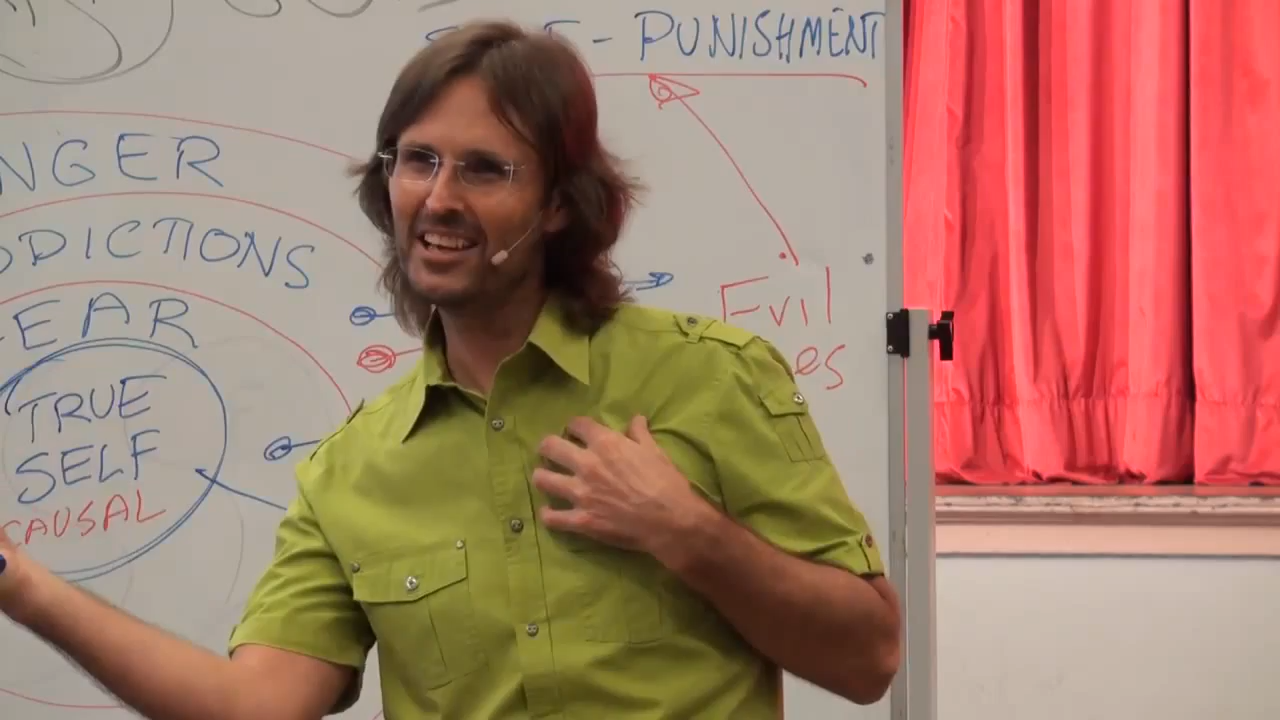 - PUNISHMENT
NGER
DDICTIONS
EAR
TRUE
SELF
CAUSAL
Evil
es